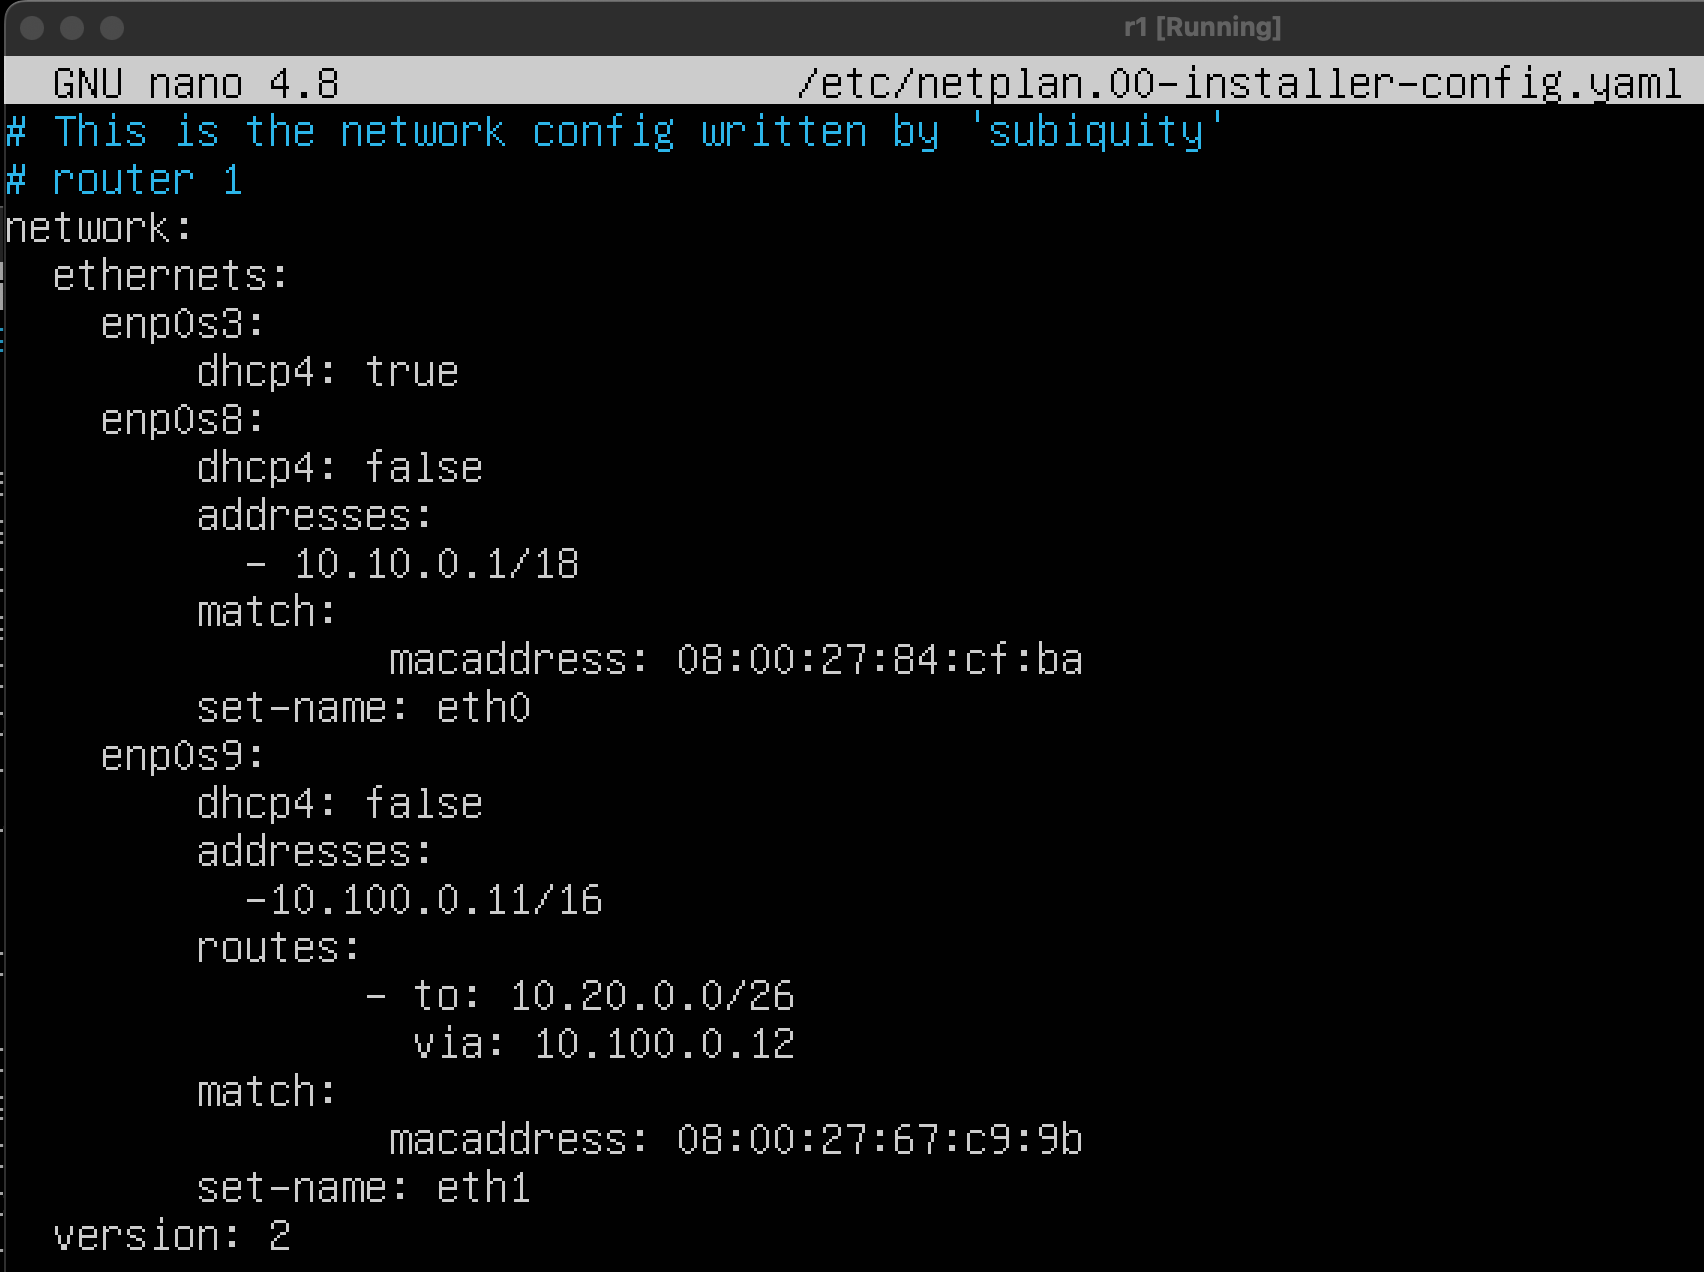 r1 [Running]
GNU nano 4.8 /etc/netplan.00-installer-config.yaml
# This is the network config written by 'subiquity'
# router 1
network:
  ethernets:
    enp0s3:
        dhcp4: true
    enp0s8:
        dhcp4: false
        addresses:
          - 10.10.0.1/18
        match:
                macaddress: 08:00:27:84:cf:ba
        set-name: eth0
    enp0s9:
        dhcp4: false
        addresses:
          -10.100.0.11/16
        routes:
               - to: 10.20.0.0/26
                 via: 10.100.0.12
        match:
                macaddress: 08:00:27:67:c9:9b
        set-name: eth1
  version: 2